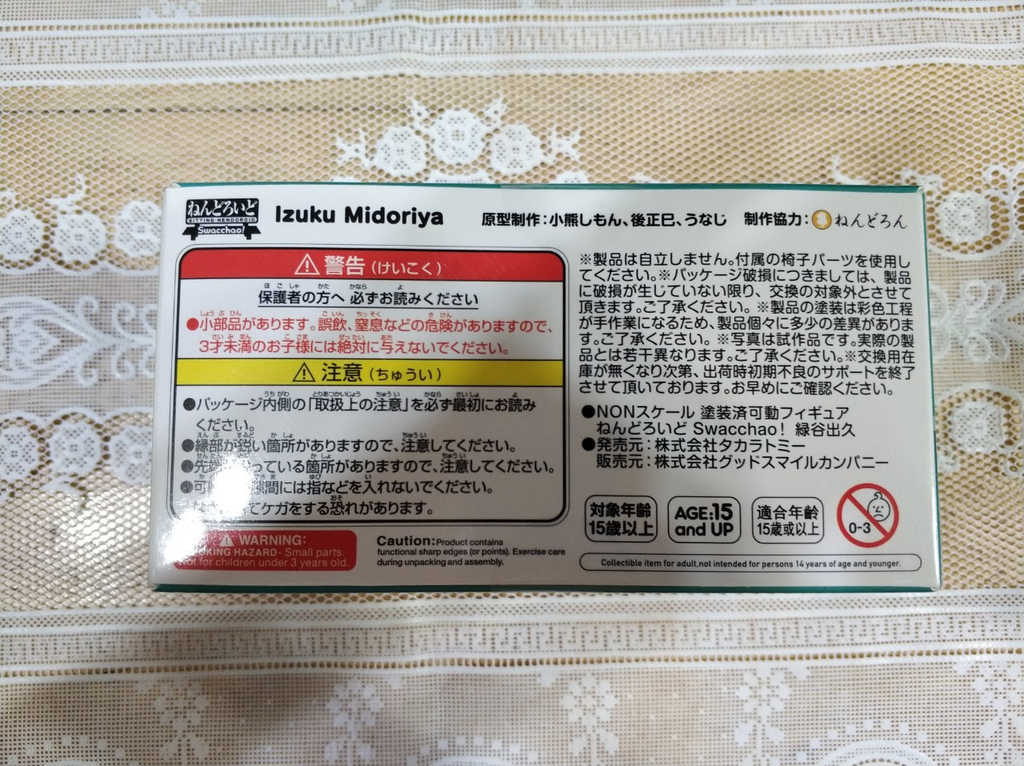 ねんどろいど
SITTING NENDOROID
Swacchao!
Izuku Midoriya
原型制作：小熊しもん、後正巳、うなじ
制作協力：ねんどろん
⚠警告（けいこく）
保護者の方へ 必ずお読みください
●小部品があります。誤飲、窒息などの危険がありますので、
3才未満のお子様には絶対に与えないでください。
⚠注意（ちゅうい）
●パッケージ内側の「取扱上の注意」を必ず最初にお読み
ください。
●縁部が鋭い箇所がありますので、注意してください。
っている箇所がありますので、注意してください。
隙間には指などを入れないでください。
てケガをする恐れがあります。
⚠ WARNING:
KING HAZARD- Small parts.
Not for children under 3 years old.
Caution:Product contains
functional sharp edges (or points). Exercise care
during unpacking and assembly.
※製品は自立しません。付属の椅子パーツを使用し
てください。※パッケージ破損につきましては、製品
に破損が生じていない限り、交換の対象外とさせて
頂きます。ご了承ください。※製品の塗装は彩色工程
が手作業になるため、製品個々に多少の差異がありま
す。ご了承ください。※写真は試作品です。実際の製
品とは若干異なります。ご了承ください。※交換用在
庫が無くなり次第、出荷時初期不良のサポートを終了
させて頂いております。お早めにご確認ください。
●NONスケール 塗装済可動フィギュア
ねんどろいど Swacchao! 緑谷出久
●発売元：株式会社タカラトミー
販売元：株式会社グッドスマイルカンパニー
対象年齢
15歳以上
AGE:15
and UP
適合年齢
15歳或以上
0-3
Collectible item for adult,not intended for persons 14 years of age and younger.